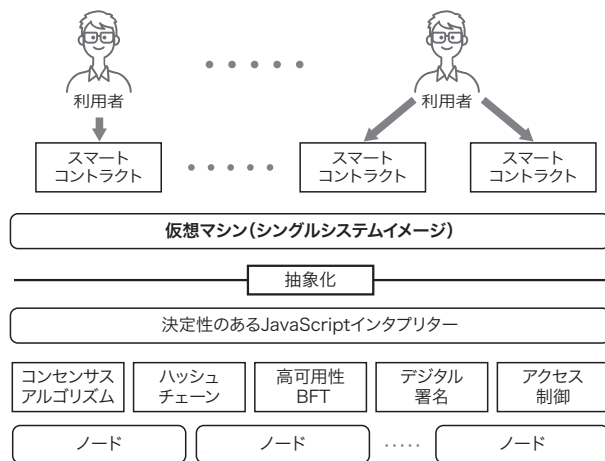 利用者
利用者
スマート
コントラクト
スマート
コントラクト
スマート
コントラクト
仮想マシン(シングルシステムイメージ)
抽象化
決定性のあるJavaScriptインタプリター
コンセンサス
アルゴリズム
ハッシュ
チェーン
高可用性
BFT
デジタル
署名
アクセス
制御
ノード
ノード
ノード